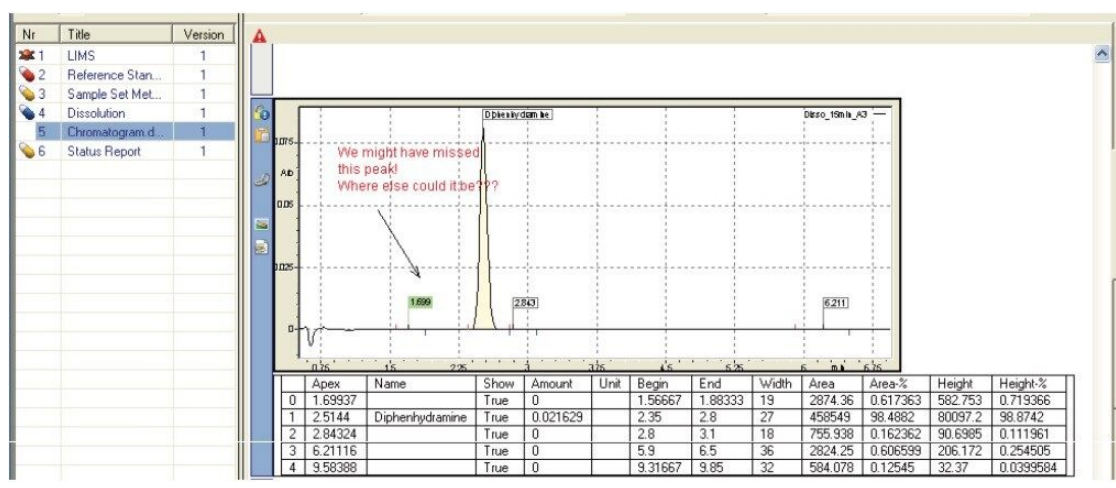 Nr Title Version
1 LIMS 1
2 Reference Stan... 1
3 Sample Set Met... 1
4 Dissolution 1
5 Chromatogram d... 1
6 Status Report 1
Diphenhydramine
Disso_15min_A3
0.075
We might have missed
this peak!
Where else could it be???
0.05
0.025
1.699
2.843
6.211
0
0.75 1.5 2.25 3 3.75 4.5 5.25 6 min 6.75
Apex Name Show Amount Unit Begin End Width Area Area-% Height Height-%
0 1.69937 True 0 1.56667 1.88333 19 2874.36 0.617363 582.753 0.719366
1 2.5144 Diphenhydramine True 0.021629 2.35 2.8 27 458549 98.4882 80097.2 98.8742
2 2.84324 True 0 2.8 3.1 18 755.938 0.162362 90.6985 0.111961
3 6.21116 True 0 5.9 6.5 36 2824.25 0.606599 206.172 0.254505
4 9.58388 True 0 9.31667 9.85 32 584.078 0.12545 32.37 0.0399584